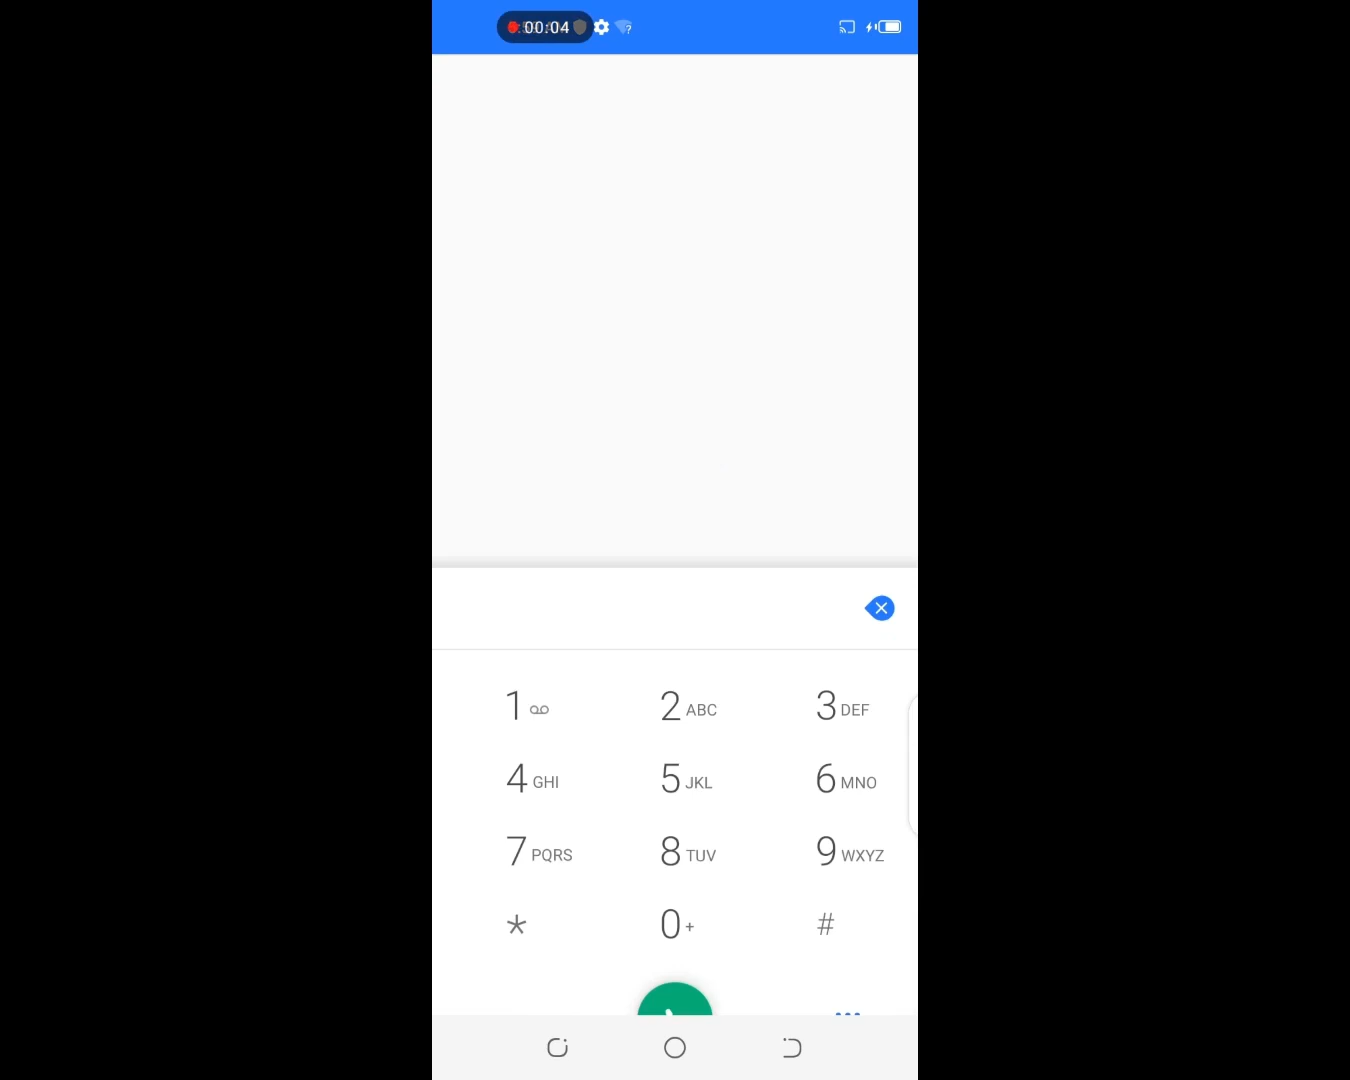 00:04
1
2 ABC
3 DEF
4 GHI
5 JKL
6 MNO
7 PQRS
8 TUV
9 WXYZ
*
0 +
#